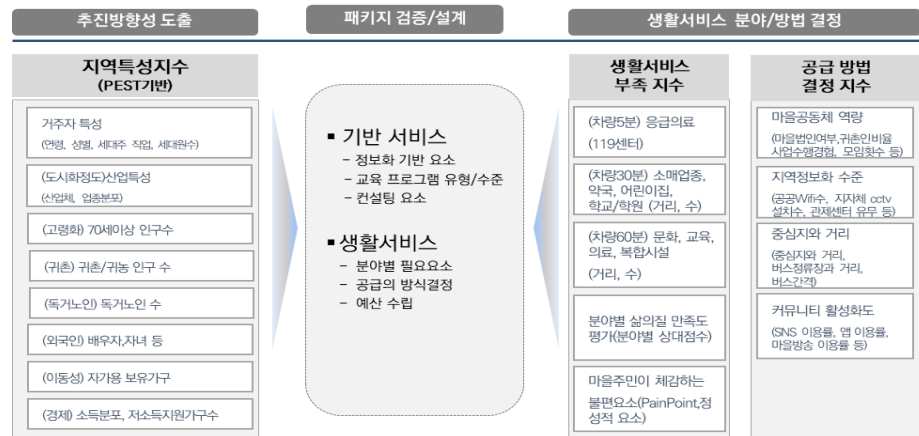 추진방향성 도출
패키지 검증/설계
생활서비스 분야/방법 결정
지역특성지수
(PEST기반)
거주자 특성
(연령, 성별, 세대주 직업, 세대원수)
(도시화정도)산업특성
(산업체, 업종분포)
(고령화) 70세이상 인구수
(귀촌) 귀촌/귀농 인구 수
(독거노인) 독거노인 수
(외국인) 배우자,자녀 등
(이동성) 자가용 보유가구
(경제) 소득분포, 저소득지원가구수
▪ 기반 서비스
– 정보화 기반 요소
– 교육 프로그램 유형/수준
– 컨설팅 요소
▪ 생활서비스
– 분야별 필요요소
– 공급의 방식결정
– 예산 수립
생활서비스
부족 지수
(차량5분) 응급의료
(119센터)
(차량30분) 소매업종,
약국, 어린이집,
학교/학원 (거리, 수)
(차량60분) 문화, 교육,
의료, 복합시설
(거리, 수)
분야별 삶의질 만족도
평가(분야별 상대점수)
마을주민이 체감하는
불편요소(PainPoint,정
성적 요소)
공급 방법
결정 지수
마을공동체 역량
(마을법인여부,귀촌인비율
사업수행경험, 모임횟수 등)
지역정보화 수준
(공공Wifi수, 지자체 cctv
설치수, 관제센터 유무 등)
중심지와 거리
(중심지와 거리,
버스정류장과 거리,
버스간격)
커뮤니티 활성화도
(SNS 이용률, 앱 이용률,
마을방송 이용률 등)